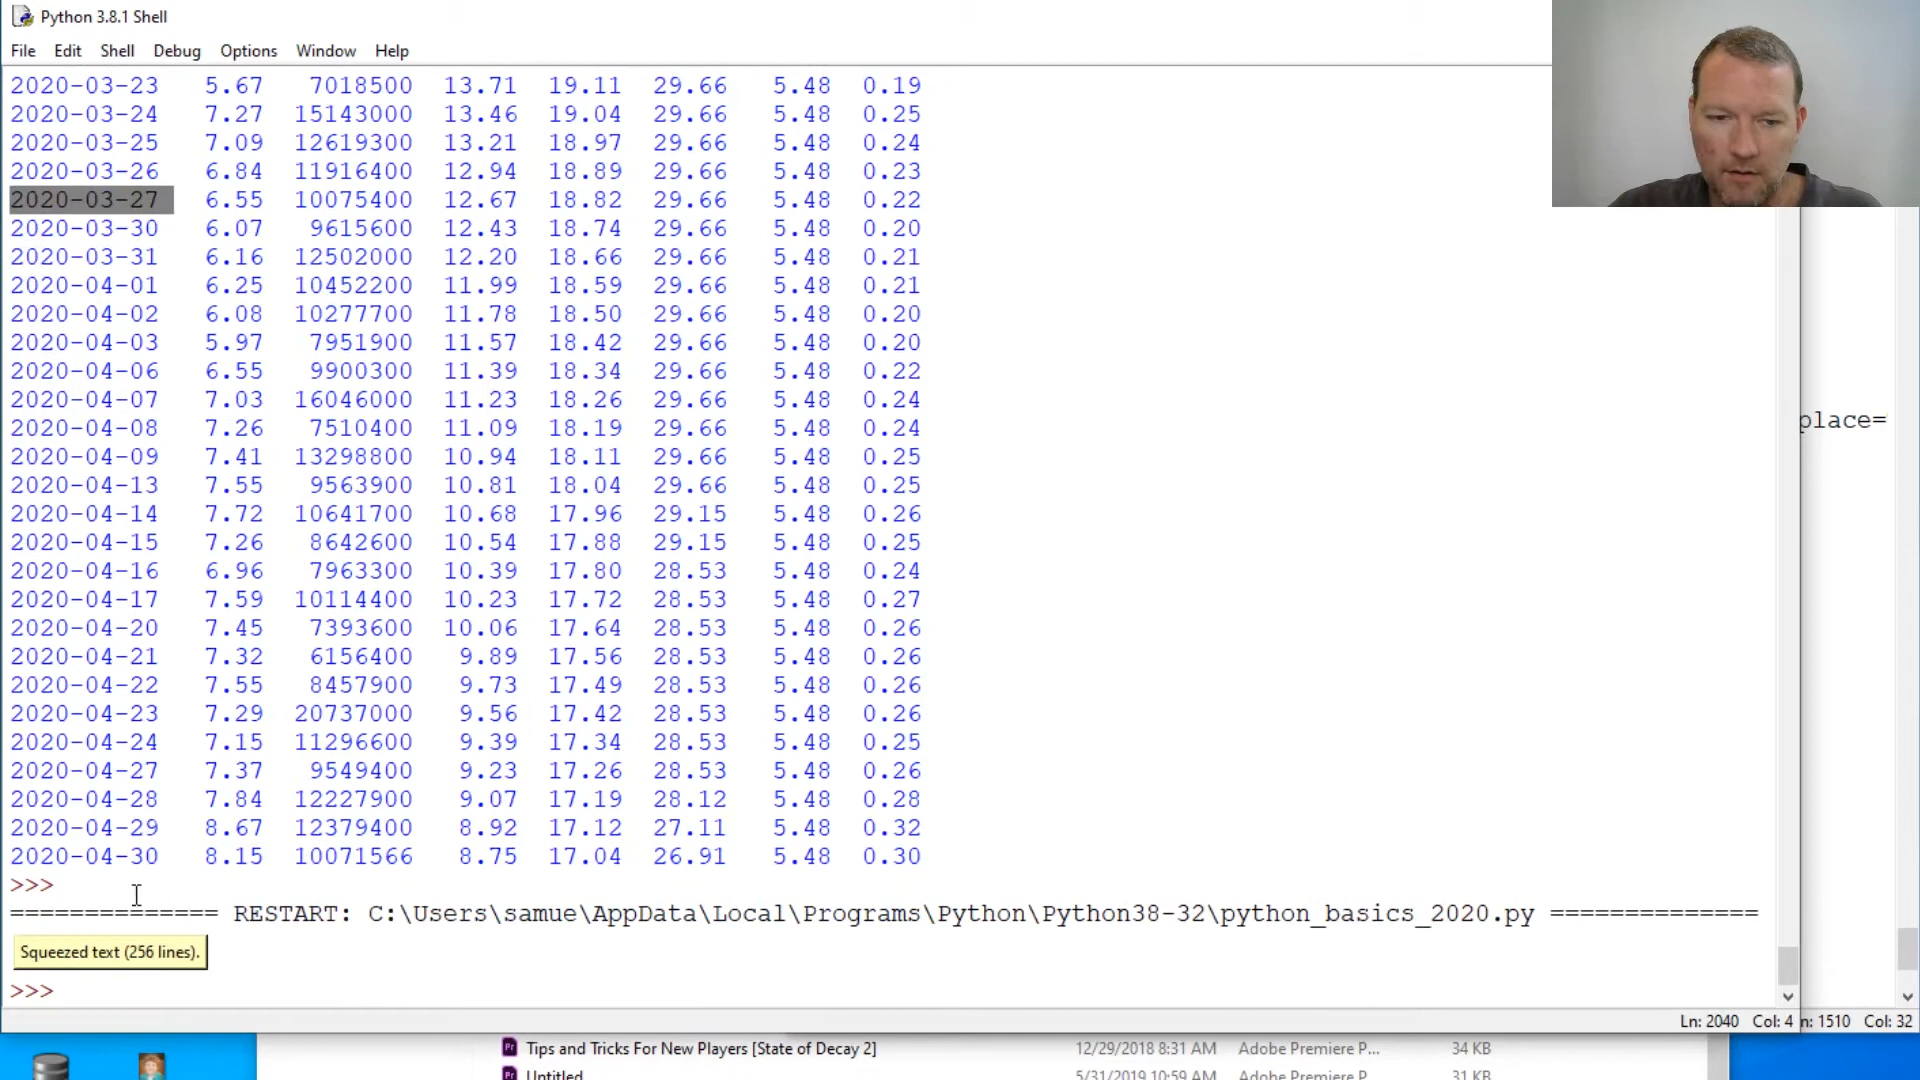 Python 3.8.1 Shell
File Edit Shell Debug Options Window Help
2020-03-23 5.67 7018500 13.71 19.11 29.66 5.48 0.19
2020-03-24 7.27 15143000 13.46 19.04 29.66 5.48 0.25
2020-03-25 7.09 12619300 13.21 18.97 29.66 5.48 0.24
2020-03-26 6.84 11916400 12.94 18.89 29.66 5.48 0.23
2020-03-27 6.55 10075400 12.67 18.82 29.66 5.48 0.22
2020-03-30 6.07 9615600 12.43 18.74 29.66 5.48 0.20
2020-03-31 6.16 12502000 12.20 18.66 29.66 5.48 0.21
2020-04-01 6.25 10452200 11.99 18.59 29.66 5.48 0.21
2020-04-02 6.08 10277700 11.78 18.50 29.66 5.48 0.20
2020-04-03 5.97 7951900 11.57 18.42 29.66 5.48 0.20
2020-04-06 6.55 9900300 11.39 18.34 29.66 5.48 0.22
2020-04-07 7.03 16046000 11.23 18.26 29.66 5.48 0.24
place=
2020-04-08 7.26 7510400 11.09 18.19 29.66 5.48 0.24
2020-04-09 7.41 13298800 10.94 18.11 29.66 5.48 0.25
2020-04-13 7.55 9563900 10.81 18.04 29.66 5.48 0.25
2020-04-14 7.72 10641700 10.68 17.96 29.15 5.48 0.26
2020-04-15 7.26 8642600 10.54 17.88 29.15 5.48 0.25
2020-04-16 6.96 7963300 10.39 17.80 28.53 5.48 0.24
2020-04-17 7.59 10114400 10.23 17.72 28.53 5.48 0.27
2020-04-20 7.45 7393600 10.06 17.64 28.53 5.48 0.26
2020-04-21 7.32 6156400 9.89 17.56 28.53 5.48 0.26
2020-04-22 7.55 8457900 9.73 17.49 28.53 5.48 0.26
2020-04-23 7.29 20737000 9.56 17.42 28.53 5.48 0.26
2020-04-24 7.15 11296600 9.39 17.34 28.53 5.48 0.25
2020-04-27 7.37 9549400 9.23 17.26 28.53 5.48 0.26
2020-04-28 7.84 12227900 9.07 17.19 28.12 5.48 0.28
2020-04-29 8.67 12379400 8.92 17.12 27.11 5.48 0.32
2020-04-30 8.15 10071566 8.75 17.04 26.91 5.48 0.30
>>>
============== RESTART: C:\Users\samue\AppData\Local\Programs\Python\Python38-32\python_basics_2020.py ==============
Squeezed text (256 lines).
>>>
Ln: 2040 Col: 4 n: 1510 Col: 32
Tips and Tricks For New Players [State of Decay 2] 12/29/2018 8:31 AM Adobe Premiere P... 34 KB
Untitled 5/31/2019 10:59 AM Adobe Premiere P... 31 KB